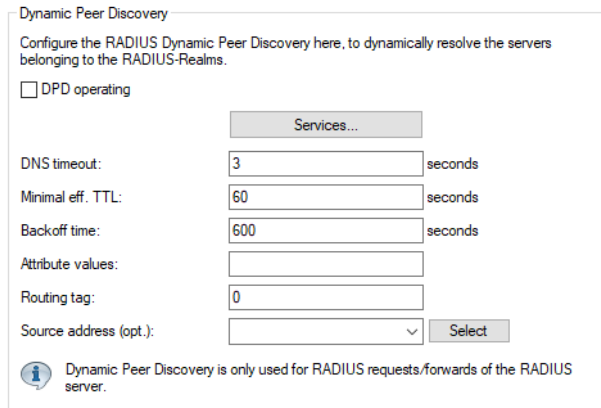 Dynamic Peer Discovery
Configure the RADIUS Dynamic Peer Discovery here, to dynamically resolve the servers
belonging to the RADIUS-Realms.
DPD operating
Services...
DNS timeout: 3 seconds
Minimal eff. TTL: 60 seconds
Backoff time: 600 seconds
Attribute values:
Routing tag: 0
Source address (opt.): Select
Dynamic Peer Discovery is only used for RADIUS requests/forwards of the RADIUS
server.